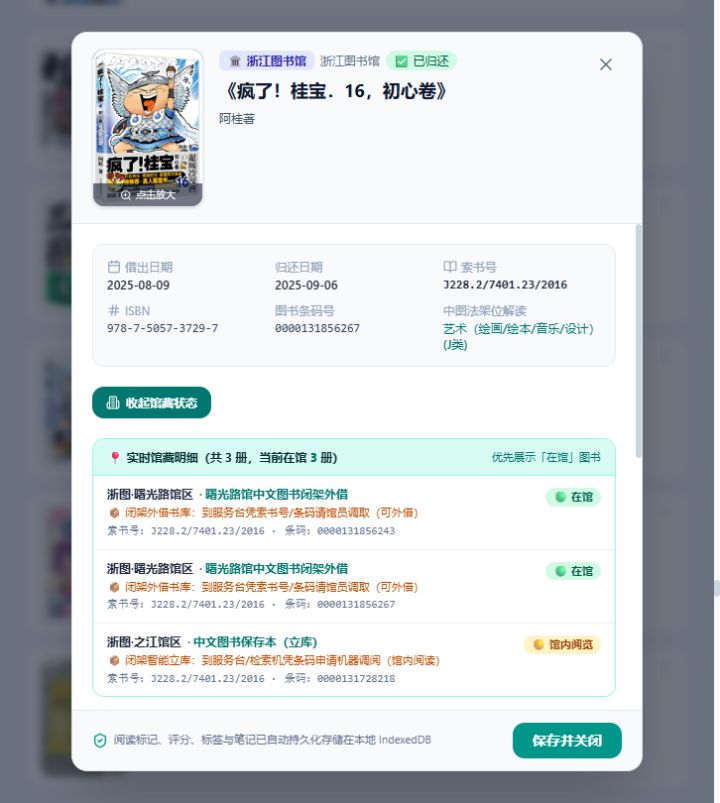 浙江图书馆 浙江图书馆 已归还
《疯了！桂宝．16，初心卷》
阿桂著
疯了!桂宝
16
点击放大
借出日期 归还日期 索书号
2025-08-09 2025-09-06 J228.2/7401.23/2016
ISBN 图书条码号 中图法架位解读
978-7-5057-3729-7 0000131856267 艺术（绘画/绘本/音乐/设计）
(J类)
收起馆藏状态
实时馆藏明细（共 3 册，当前在馆 3 册） 优先展示「在馆」图书
浙图·曙光路馆区 · 曙光路馆中文图书闭架外借 在馆
闭架外借书库：到服务台凭索书号/条码请馆员调取（可外借）
索书号: J228.2/7401.23/2016 · 条码: 0000131856243
浙图·曙光路馆区 · 曙光路馆中文图书闭架外借 在馆
闭架外借书库：到服务台凭索书号/条码请馆员调取（可外借）
索书号: J228.2/7401.23/2016 · 条码: 0000131856267
浙图·之江馆区 · 中文图书保存本（立库） 馆内阅览
闭架智能立库：到服务台/检索机凭条码申请机器调阅（馆内阅读）
索书号: J228.2/7401.23/2016 · 条码: 0000131728218
阅读标记、评分、标签与笔记已自动持久化存储在本地 IndexedDB 保存并关闭